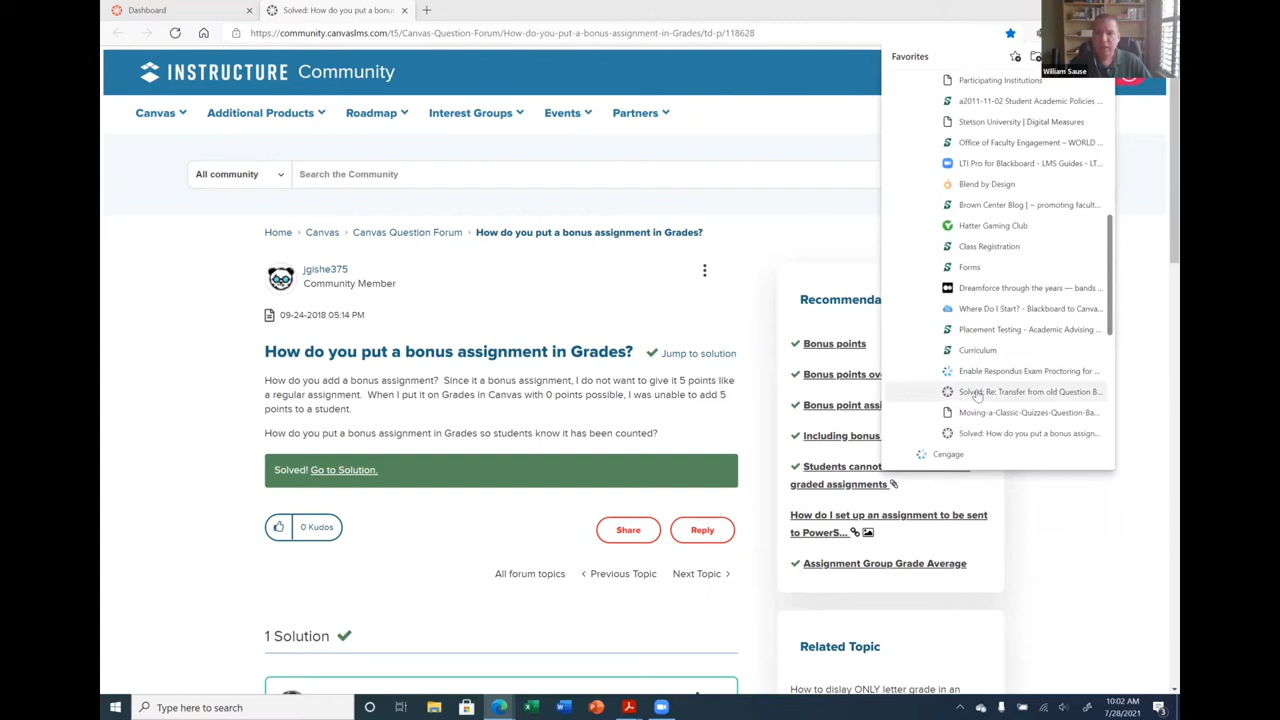 Dashboard
Solved: How do you put a bonus
https://community.canvaslms.com/t5/Canvas-Question-Forum/How-do-you-put-a-bonus-assignment-in-Grades/td-p/118628
William Sause
INSTRUCTURE Community
Canvas
Additional Products
Roadmap
Interest Groups
Events
Partners
All community
Search the Community
Home › Canvas › Canvas Question Forum › How do you put a bonus assignment in Grades?
jgishe375
Community Member
09-24-2018 05:14 PM
How do you put a bonus assignment in Grades?
Jump to solution
How do you add a bonus assignment?  Since it a bonus assignment, I do not want to give it 5 points like
a regular assignment.  When I put it on Grades in Canvas with 0 points possible, I was unable to add 5
points to a student.
How do you put a bonus assignment in Grades so students know it has been counted?
Solved! Go to Solution.
0 Kudos
Share
Reply
All forum topics
Previous Topic
Next Topic
1 Solution
Recommenda
Bonus points
Bonus points ov
Bonus point assi
Including bonus
Students cannot
graded assignments
How do I set up an assignment to be sent
to PowerS...
Assignment Group Grade Average
Related Topic
How to dislay ONLY letter grade in an
Favorites
Participating Institutions
a2011-11-02 Student Academic Policies ...
Stetson University | Digital Measures
Office of Faculty Engagement ~ WORLD ...
LTI Pro for Blackboard - LMS Guides - LT...
Blend by Design
Brown Center Blog | ~ promoting facult...
Hatter Gaming Club
Class Registration
Forms
Dreamforce through the years — bands ...
Where Do I Start? - Blackboard to Canva...
Placement Testing - Academic Advising ...
Curriculum
Enable Respondus Exam Proctoring for ...
Solved: Re: Transfer from old Question B...
Moving-a-Classic-Quizzes-Question-Ba...
Solved: How do you put a bonus assign...
Cengage
Type here to search
10:02 AM
7/28/2021
3